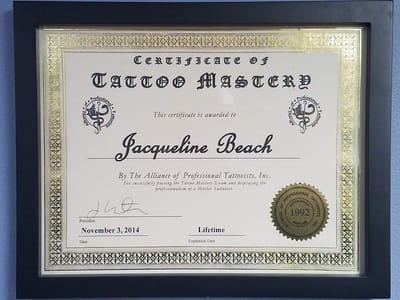 CERTIFICATE OF
TATTOO MASTERY
This certificate is awarded to
Jacqueline Beach
By The Alliance of Professional Tattooists, Inc.
For successfully passing the Tattoo Mastery Exam and displaying the
professionalism of a Master Tattooist.
President
November 3, 2014 Lifetime
Date Expiration Date
1992